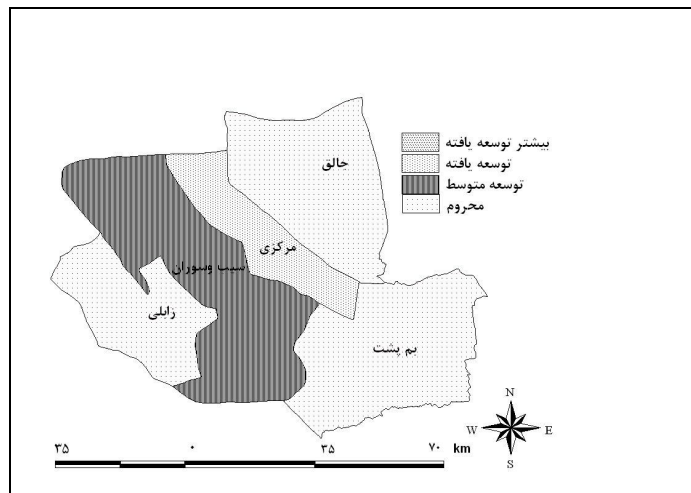 جالق
بیشتر توسعه یافته
توسعه یافته
توسعه متوسط
محروم
مرکزی
سیب وسوران
زابلی
بم پشت
N
W E
S
۳۵ ۰ ۳۵ ۷۰ km